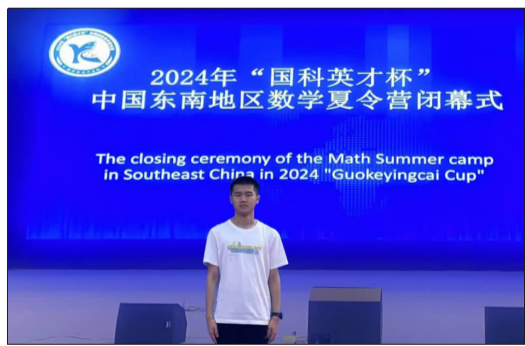 2024年“国科英才杯”
中国东南地区数学夏令营闭幕式
The closing ceremony of the Math Summer camp
in Southeast China in 2024 "Guokeyingcai Cup"